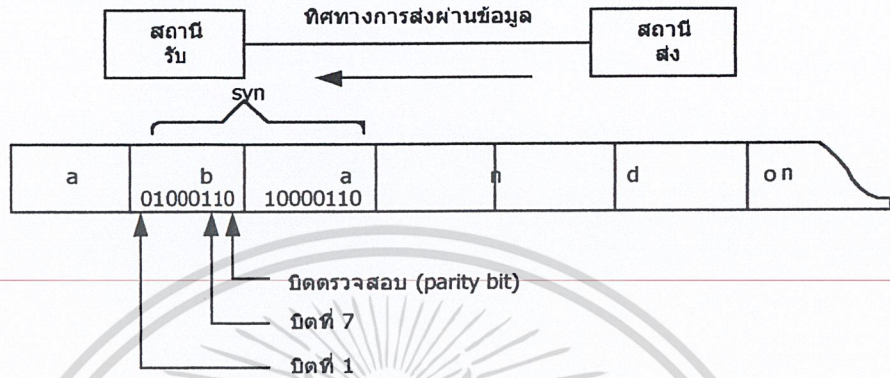 ทิศทางการส่งผ่านข้อมูล
สถานี
รับ
สถานี
ส่ง
syn
a b a n d on
01000110 10000110
บิตตรวจสอบ (parity bit)
บิตที่ 7
บิตที่ 1